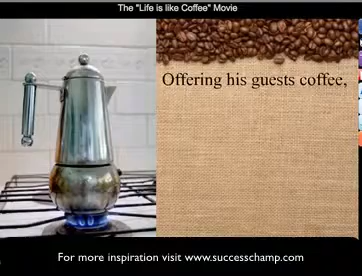 The "Life is like Coffee" Movie
Offering his guests coffee,
For more inspiration visit www.successchamp.com